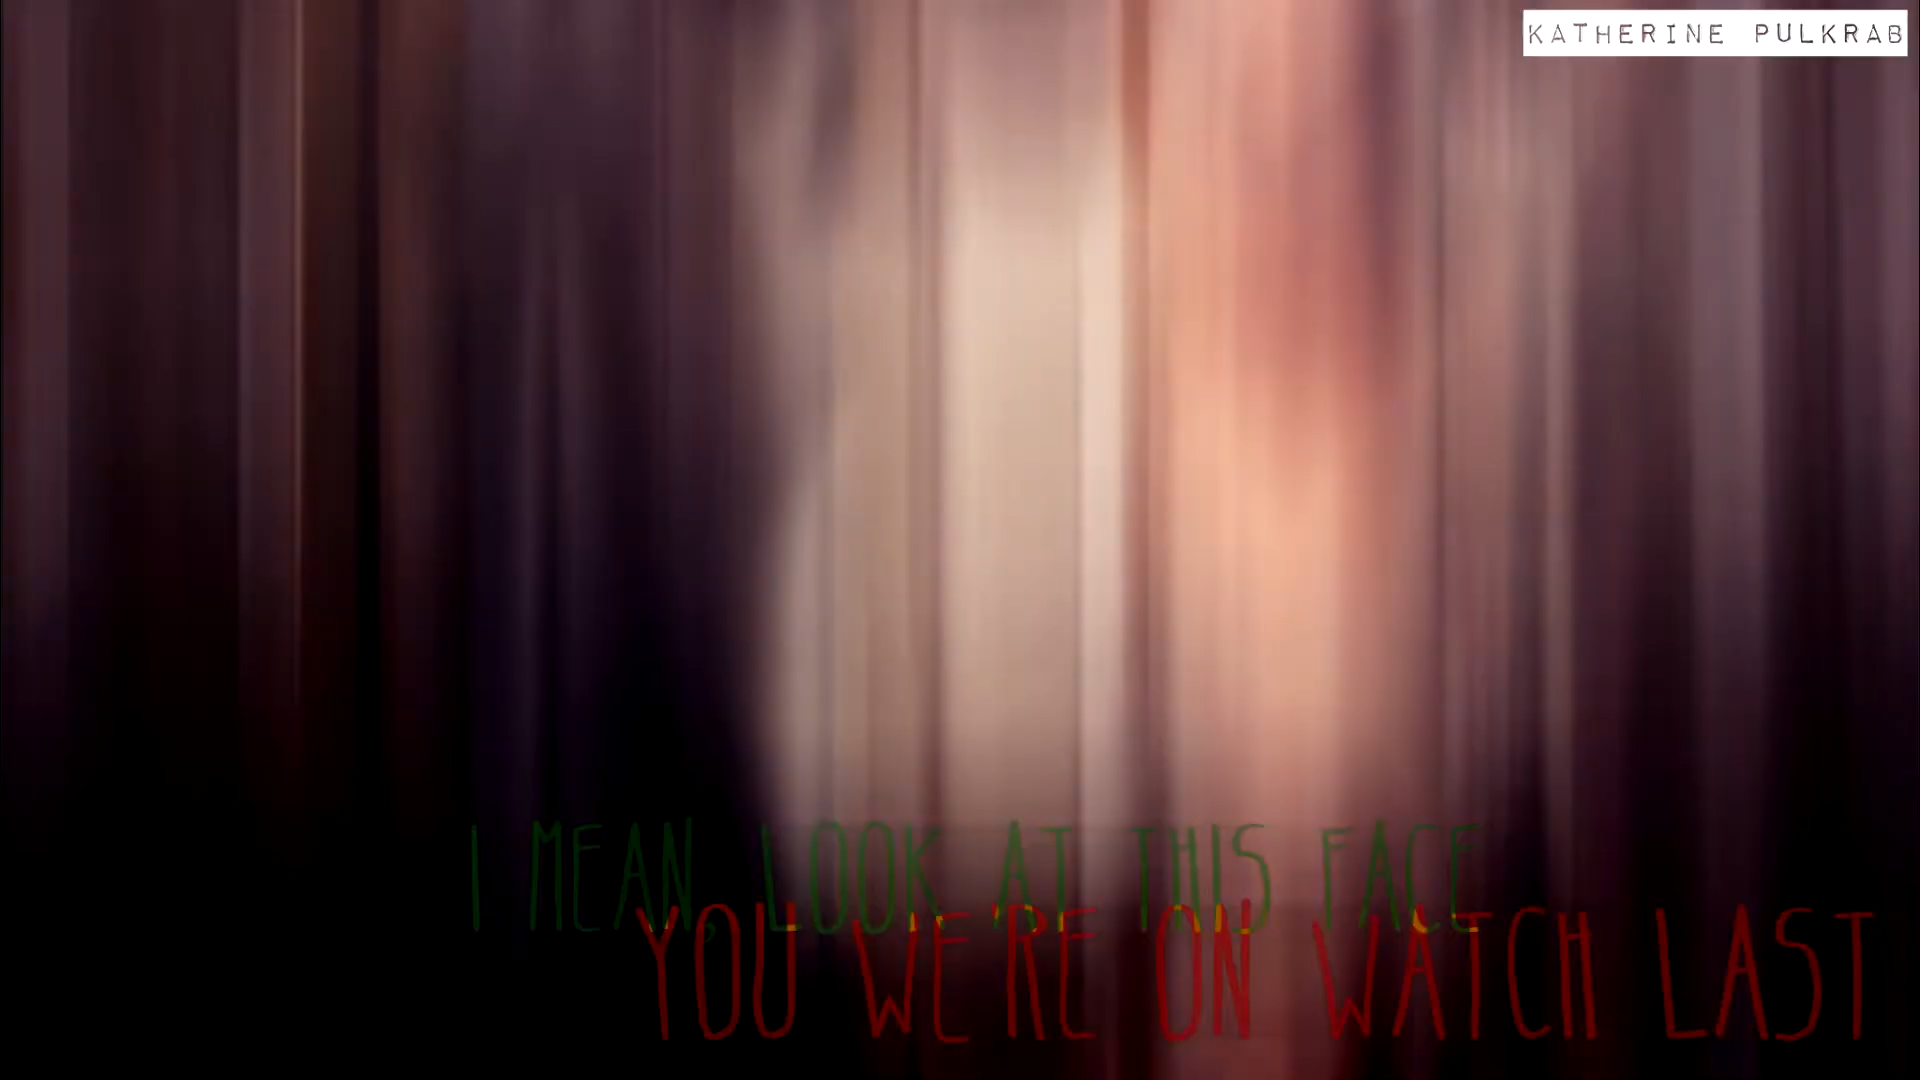 KATHERINE PULKRAB
I MEAN, LOOK AT THIS FACE
YOU WE'RE ON WATCH LAST